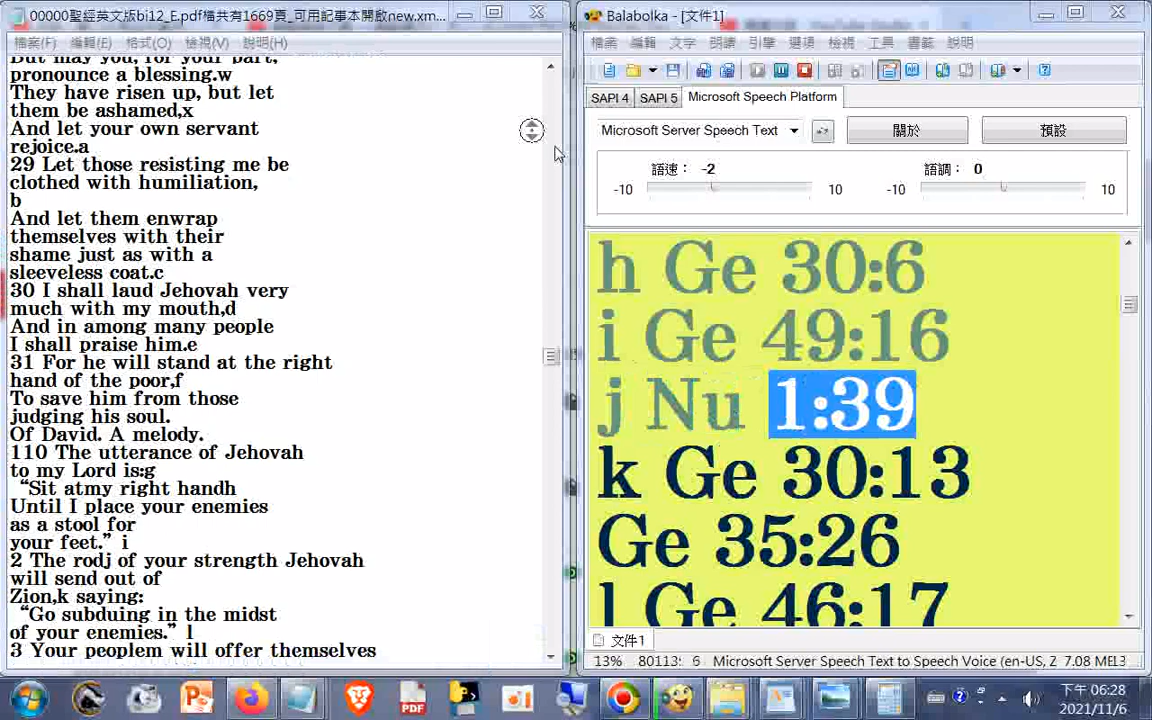 00000聖經英文版bi12_E.pdf檔共有1669頁_可用記事本開啟new.xm...
檔案(F) 編輯(E) 格式(O) 檢視(V) 說明(H)
But may you, for your part,
pronounce a blessing.w
They have risen up, but let
them be ashamed,x
And let your own servant
rejoice.a
29 Let those resisting me be
clothed with humiliation,
b
And let them enwrap
themselves with their
shame just as with a
sleeveless coat.c
30 I shall laud Jehovah very
much with my mouth,d
And in among many people
I shall praise him.e
31 For he will stand at the right
hand of the poor,f
To save him from those
judging his soul.
Of David. A melody.
110 The utterance of Jehovah
to my Lord is:g
“Sit atmy right handh
Until I place your enemies
as a stool for
your feet.” i
2 The rodj of your strength Jehovah
will send out of
Zion,k saying:
“Go subduing in the midst
of your enemies.” l
3 Your peoplem will offer themselves
Balabolka - [文件1]
檔案 編輯 文字 朗讀 引擎 選項 檢視 工具 書籤 說明
SAPI 4 SAPI 5 Microsoft Speech Platform
Microsoft Server Speech Text 關於 預設
語速： -2 語調： 0
-10 10 -10 10
h Ge 30:6
i Ge 49:16
j Nu 1:39
k Ge 30:13
Ge 35:26
l Ge 46:17
文件1
13% 80113: 6 Microsoft Server Speech Text to Speech Voice (en-US, Z 7.08 ME13
下午 06:28
2021/11/6